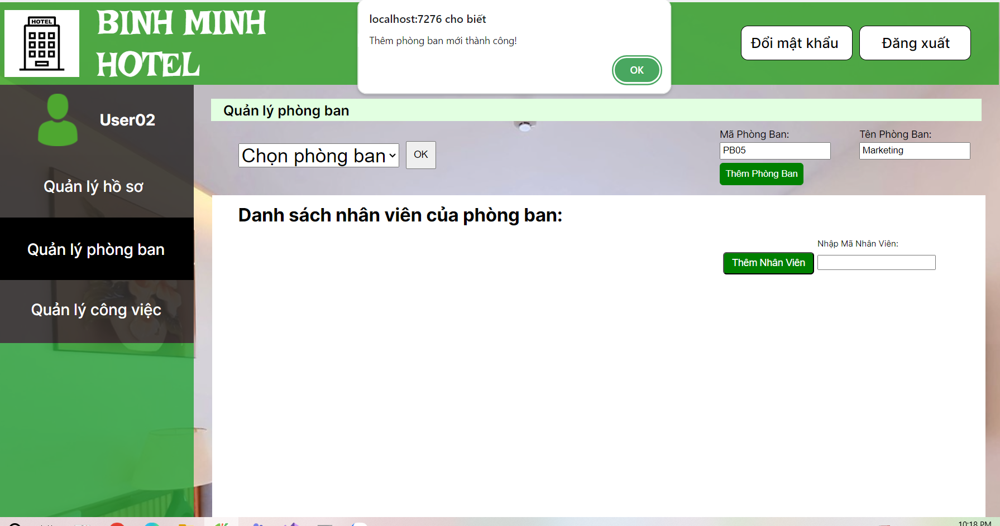 HOTEL
BINH MINH
HOTEL
localhost:7276 cho biết
Thêm phòng ban mới thành công!
OK
Đổi mật khẩu
Đăng xuất
User02
Quản lý hồ sơ
Quản lý phòng ban
Quản lý công việc
Quản lý phòng ban
Chọn phòng ban
OK
Mã Phòng Ban:
Tên Phòng Ban:
PB05
Marketing
Thêm Phòng Ban
Danh sách nhân viên của phòng ban:
Nhập Mã Nhân Viên:
Thêm Nhân Viên
10:18 PM